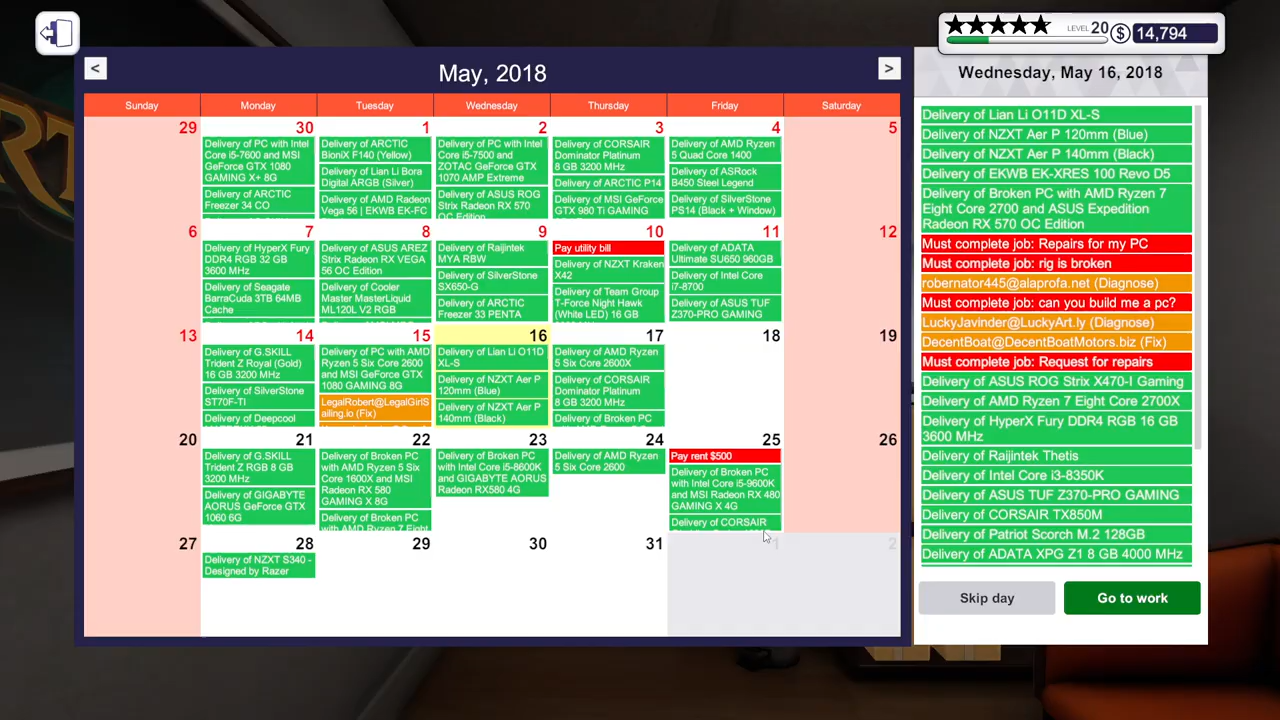 LEVEL 20
$ 14,794
<
May, 2018
>
Wednesday, May 16, 2018
Sunday
Monday
Tuesday
Wednesday
Thursday
Friday
Saturday
29
30
Delivery of PC with Intel
Core i5-7600 and MSI
GeForce GTX 1080
GAMING X+ 8G
Delivery of ARCTIC
Freezer 34 CO
1
Delivery of ARCTIC
BioniX F140 (Yellow)
Delivery of Lian Li Bora
Digital ARGB (Silver)
Delivery of AMD Radeon
Vega 56 | EKWB EK-FC
2
Delivery of PC with Intel
Core i5-7500 and
ZOTAC GeForce GTX
1070 AMP Extreme
Delivery of ASUS ROG
Strix Radeon RX 570
OC Edition
3
Delivery of CORSAIR
Dominator Platinum
8 GB 3200 MHz
Delivery of ARCTIC P14
Delivery of MSI GeForce
GTX 980 Ti GAMING
4
Delivery of AMD Ryzen
5 Quad Core 1400
Delivery of ASRock
B450 Steel Legend
Delivery of SilverStone
PS14 (Black + Window)
5
6
7
Delivery of HyperX Fury
DDR4 RGB 32 GB
3600 MHz
Delivery of Seagate
BarraCuda 3TB 64MB
Cache
8
Delivery of ASUS AREZ
Strix Radeon RX VEGA
56 OC Edition
Delivery of Cooler
Master MasterLiquid
ML120L V2 RGB
9
Delivery of Raijintek
MYA RBW
Delivery of SilverStone
SX650-G
Delivery of ARCTIC
Freezer 33 PENTA
10
Pay utility bill
Delivery of NZXT Kraken
X42
Delivery of Team Group
T-Force Night Hawk
(White LED) 16 GB
11
Delivery of ADATA
Ultimate SU650 960GB
Delivery of Intel Core
i7-8700
Delivery of ASUS TUF
Z370-PRO GAMING
12
13
14
Delivery of G.SKILL
Trident Z Royal (Gold)
16 GB 3200 MHz
Delivery of SilverStone
ST70F-TI
Delivery of Deepcool
15
Delivery of PC with AMD
Ryzen 5 Six Core 2600
and MSI GeForce GTX
1080 GAMING 8G
LegalRobert@LegalGirlS
ailing.io (Fix)
16
Delivery of Lian Li O11D
XL-S
Delivery of NZXT Aer P
120mm (Blue)
Delivery of NZXT Aer P
140mm (Black)
17
Delivery of AMD Ryzen
5 Six Core 2600X
Delivery of CORSAIR
Dominator Platinum
8 GB 3200 MHz
Delivery of Broken PC
18
19
20
21
Delivery of G.SKILL
Trident Z RGB 8 GB
3200 MHz
Delivery of GIGABYTE
AORUS GeForce GTX
1060 6G
22
Delivery of Broken PC
with AMD Ryzen 5 Six
Core 1600X and MSI
Radeon RX 580
GAMING X 8G
Delivery of Broken PC
with AMD Ryzen 7 Eight
23
Delivery of Broken PC
with Intel Core i5-8600K
and GIGABYTE AORUS
Radeon RX580 4G
24
Delivery of AMD Ryzen
5 Six Core 2600
25
Pay rent $500
Delivery of Broken PC
with Intel Core i5-9600K
and MSI Radeon RX 480
GAMING X 4G
Delivery of CORSAIR
26
27
28
Delivery of NZXT S340 -
Designed by Razer
29
30
31
1
2
Delivery of Lian Li O11D XL-S
Delivery of NZXT Aer P 120mm (Blue)
Delivery of NZXT Aer P 140mm (Black)
Delivery of EKWB EK-XRES 100 Revo D5
Delivery of Broken PC with AMD Ryzen 7
Eight Core 2700 and ASUS Expedition
Radeon RX 570 OC Edition
Must complete job: Repairs for my PC
Must complete job: rig is broken
robernator445@alaprofa.net (Diagnose)
Must complete job: can you build me a pc?
LuckyJavinder@LuckyArt.ly (Diagnose)
DecentBoat@DecentBoatMotors.biz (Fix)
Must complete job: Request for repairs
Delivery of ASUS ROG Strix X470-I Gaming
Delivery of AMD Ryzen 7 Eight Core 2700X
Delivery of HyperX Fury DDR4 RGB 16 GB
3600 MHz
Delivery of Raijintek Thetis
Delivery of Intel Core i3-8350K
Delivery of ASUS TUF Z370-PRO GAMING
Delivery of CORSAIR TX850M
Delivery of Patriot Scorch M.2 128GB
Delivery of ADATA XPG Z1 8 GB 4000 MHz
Skip day
Go to work